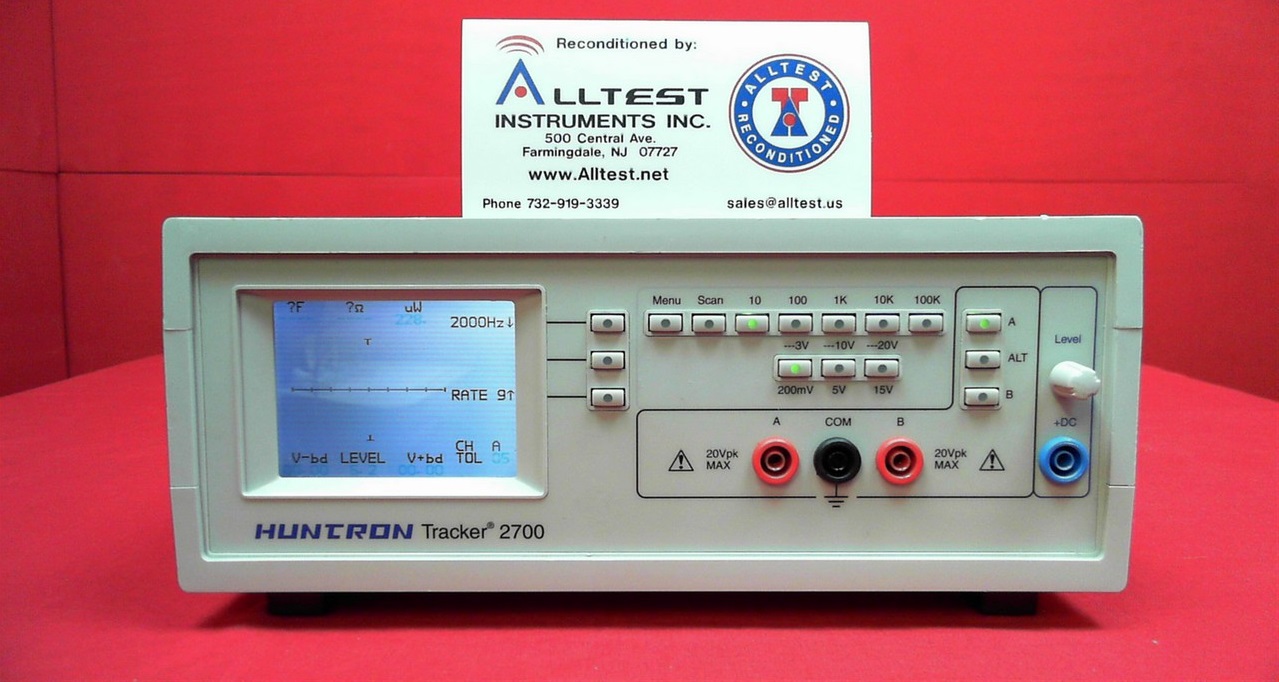 Reconditioned by:
ALLTEST
INSTRUMENTS INC.
500 Central Ave.
Farmingdale, NJ 07727
www.Alltest.net
Phone 732-919-3339
sales@alltest.us
ALLTEST
RECONDITIONED
?F ?Ω uW
228
2000Hz↓
RATE 9↑
CH A
V-bd LEVEL V+bd TOL 05
Menu Scan 10 100 1K 10K 100K
---3V ---10V ---20V
200mV 5V 15V
A
ALT
B
Level
+DC
A COM B
20Vpk
MAX
20Vpk
MAX
HUNTRON Tracker® 2700